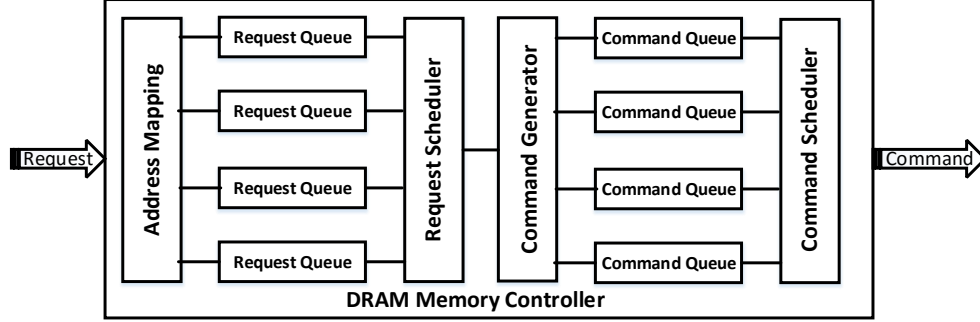 Request
Address Mapping
Request Queue
Request Queue
Request Queue
Request Queue
Request Scheduler
Command Generator
Command Queue
Command Queue
Command Queue
Command Queue
Command Scheduler
Command
DRAM Memory Controller